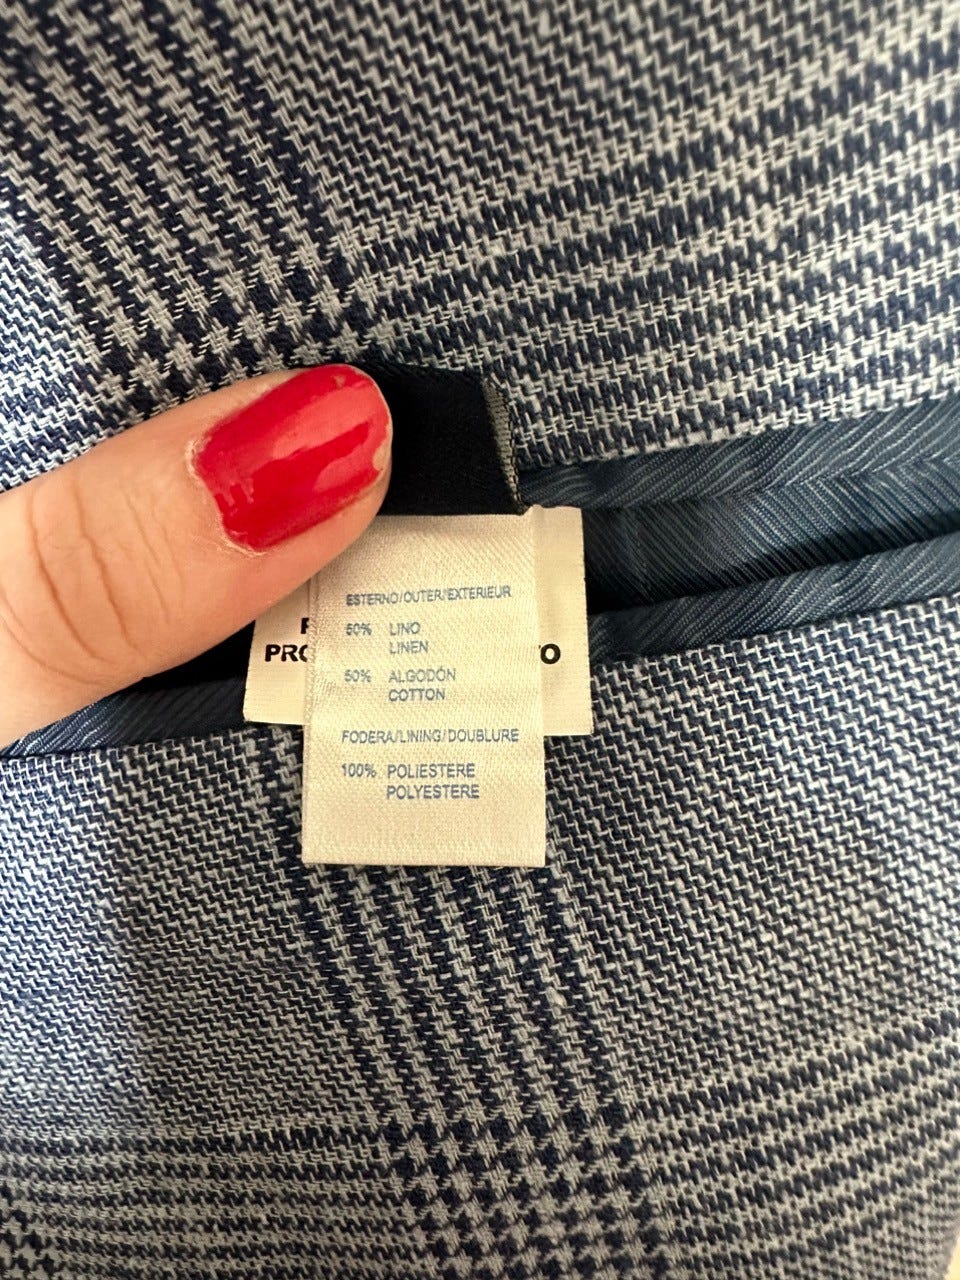 ESTERNO/OUTER/EXTERIEUR
50% LINO
LINEN
50% ALGODÓN
COTTON
FODERA/LINING/DOUBLURE
100% POLIESTERE
POLYESTERE